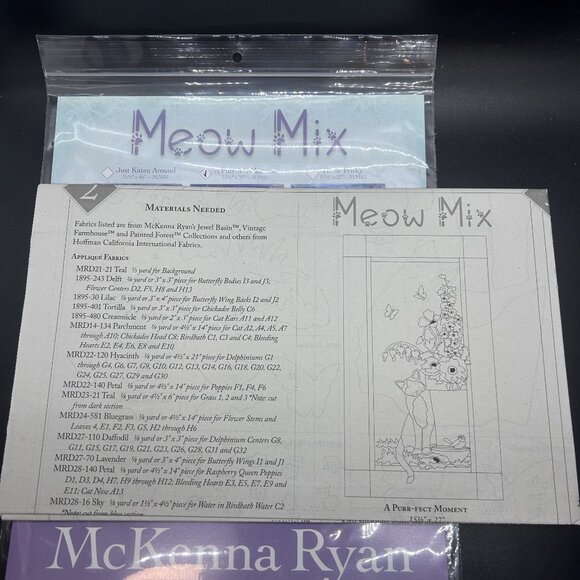 Meow Mix
Just Kitten Around
2
MATERIALS NEEDED
Fabrics listed are from McKenna Ryan's Jewel Basin™, Vintage
Farmhouse™ and Painted Forest™ Collections and others from
Hoffman California International Fabrics.
APPLIQUÉ FABRICS
MRD21-21 Teal ⅔ yard for Background
1895-243 Delft ⅛ yard or 3" x 4" piece for Butterfly Bodies I3 and J3;
Flower Centers D2, F5, H8 and H13
1895-30 Lilac ⅛ yard or 3" x 4" piece for Butterfly Wing Backs I2 and J2
1895-401 Tortilla ⅛ yard or 3" x 3" piece for Chickadee Belly C6
1895-480 Creamsicle ⅛ yard or 2" x 3" piece for Cat Ears A11 and A12
MRD14-134 Parchment ⅛ yard or 4½" x 14" piece for Cat A2, A4, A5, A7
through A10; Chickadee Head C8; Birdbath C1, C3 and C4; Bleeding
Hearts E2, E4, E6, E8 and E10
MRD22-120 Hyacinth ⅛ yard or 4½" x 21" piece for Delphiniums G1
through G4, G6, G7, G9, G10, G12, G13, G14, G16, G18, G20, G22,
G24, G25, G27, G29 and G30
MRD22-140 Petal ⅛ yard or 4½" x 14" piece for Poppies F1, F4, F6
MRD23-21 Teal ⅛ yard or 4½" x 6" piece for Grass 1, 2 and 3 *Note: cut
from dark section
MRD24-581 Bluegrass ⅛ yard or 4½" x 14" piece for Flower Stems and
Leaves 4, E1, F2, F3, G5, H2 through H6
MRD27-110 Daffodil ⅛ yard or 3" x 3" piece for Delphinium Centers G8,
G11, G15, G17, G19, G21, G23, G26, G28, G31 and G32
MRD27-70 Lavender ⅛ yard or 3" x 4" piece for Butterfly Wings I1 and J1
MRD28-140 Petal ⅛ yard or 4½" x 14" piece for Raspberry Queen Poppies
D1, D3, D4, H7, H9 through H12; Bleeding Hearts E3, E5, E7, E9 and
E11; Cat Nose A13
MRD28-16 Sky ⅛ yard or 1½" x 4½" piece for Water in Birdbath Water C2
*Note: cut from blue section
Meow Mix
A PURR-FECT MOMENT
15½" x 27"
McKenna Ryan